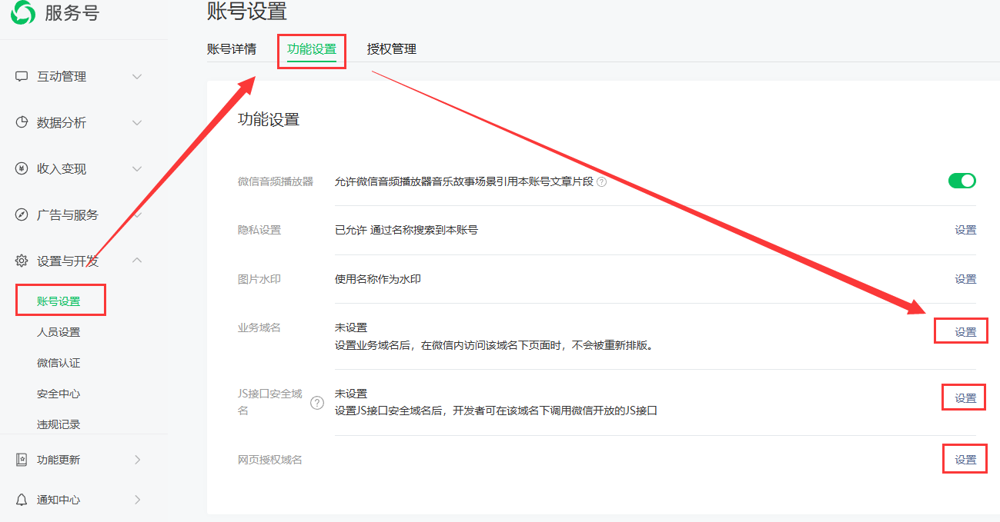 服务号
互动管理
数据分析
收入变现
广告与服务
设置与开发
账号设置
人员设置
微信认证
安全中心
违规记录
功能更新
通知中心
账号设置
账号详情 功能设置 授权管理
功能设置
微信音频播放器 允许微信音频播放器音乐故事场景引用本账号文章片段 ?
隐私设置 已允许 通过名称搜索到本账号 设置
图片水印 使用名称作为水印 设置
业务域名 未设置 设置
设置业务域名后，在微信内访问该域名下页面时，不会被重新排版。
JS接口安全域名 ? 未设置 设置
设置JS接口安全域名后，开发者可在该域名下调用微信开放的JS接口
网页授权域名 设置